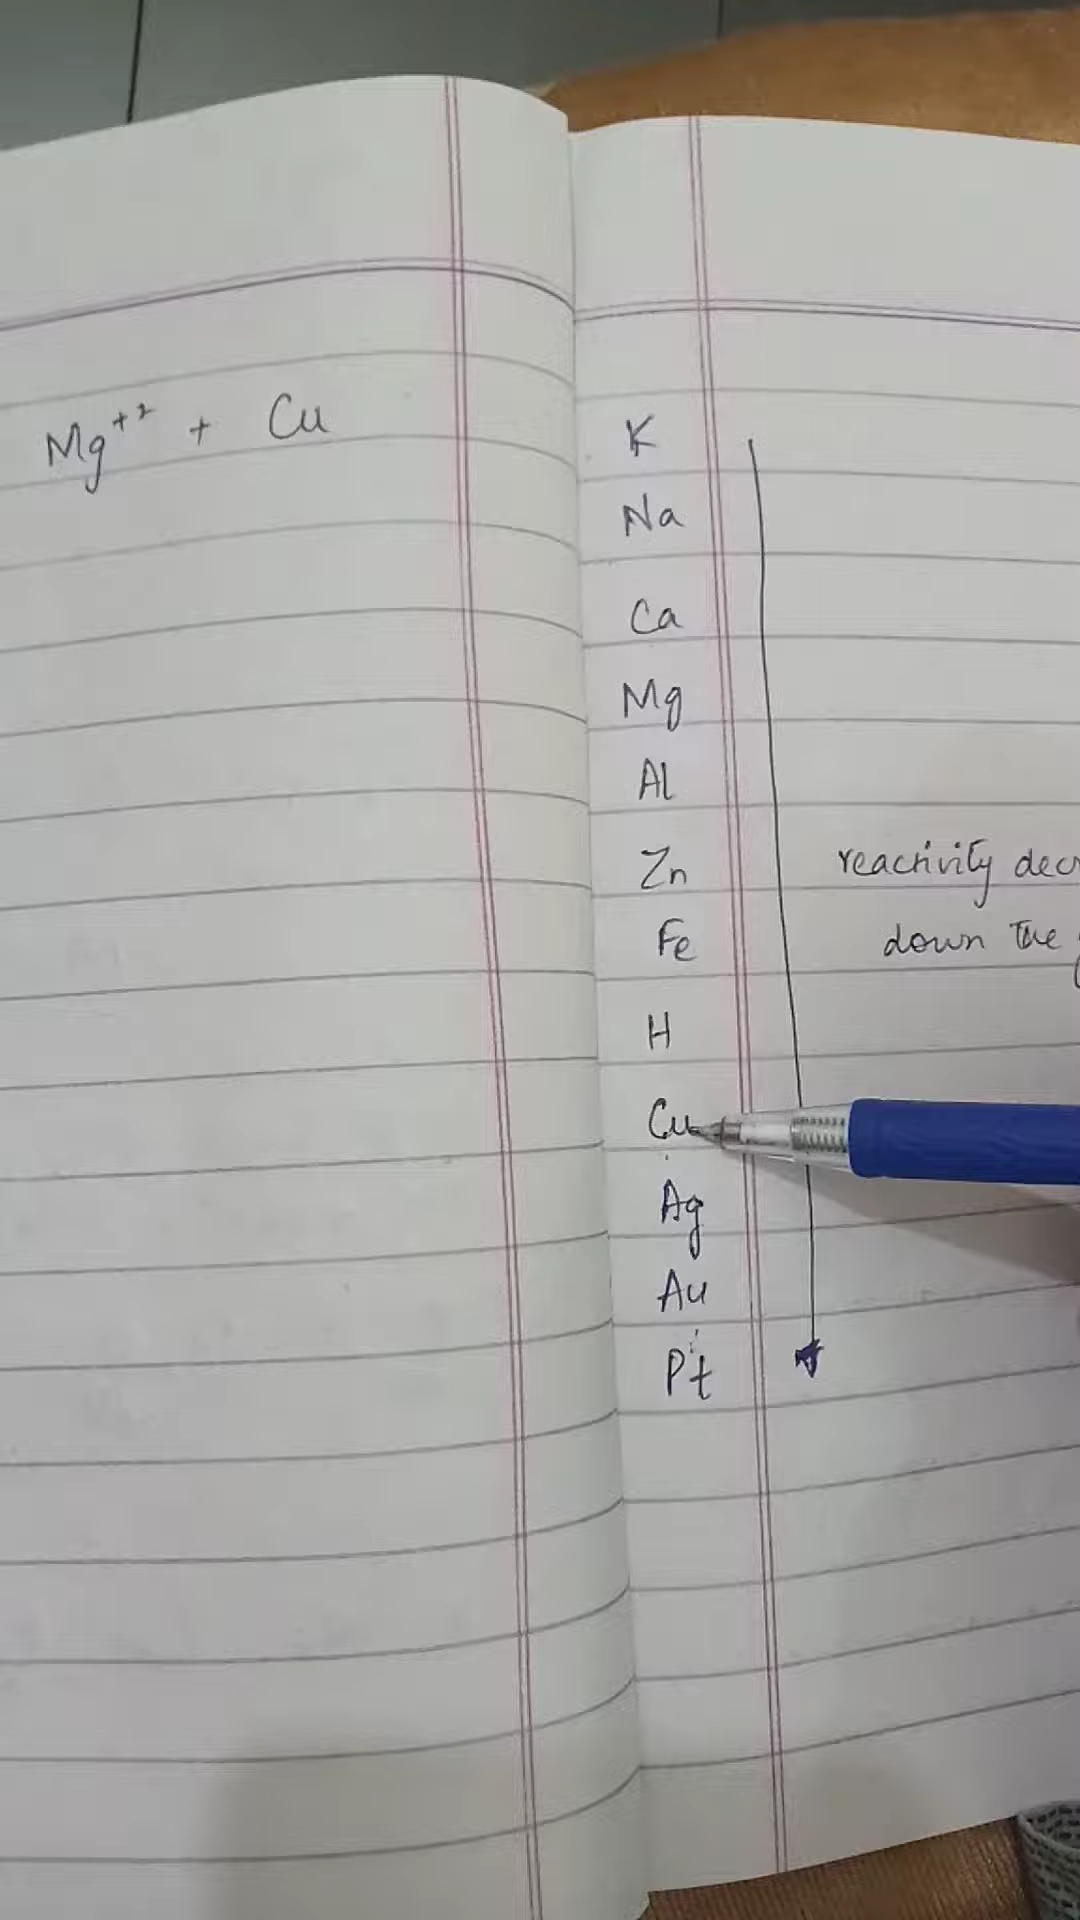 Mg⁺² + Cu
K
Na
Ca
Mg
Al
Zn
Fe
H
Cu
Ag
Au
Pt
reactivity
down the